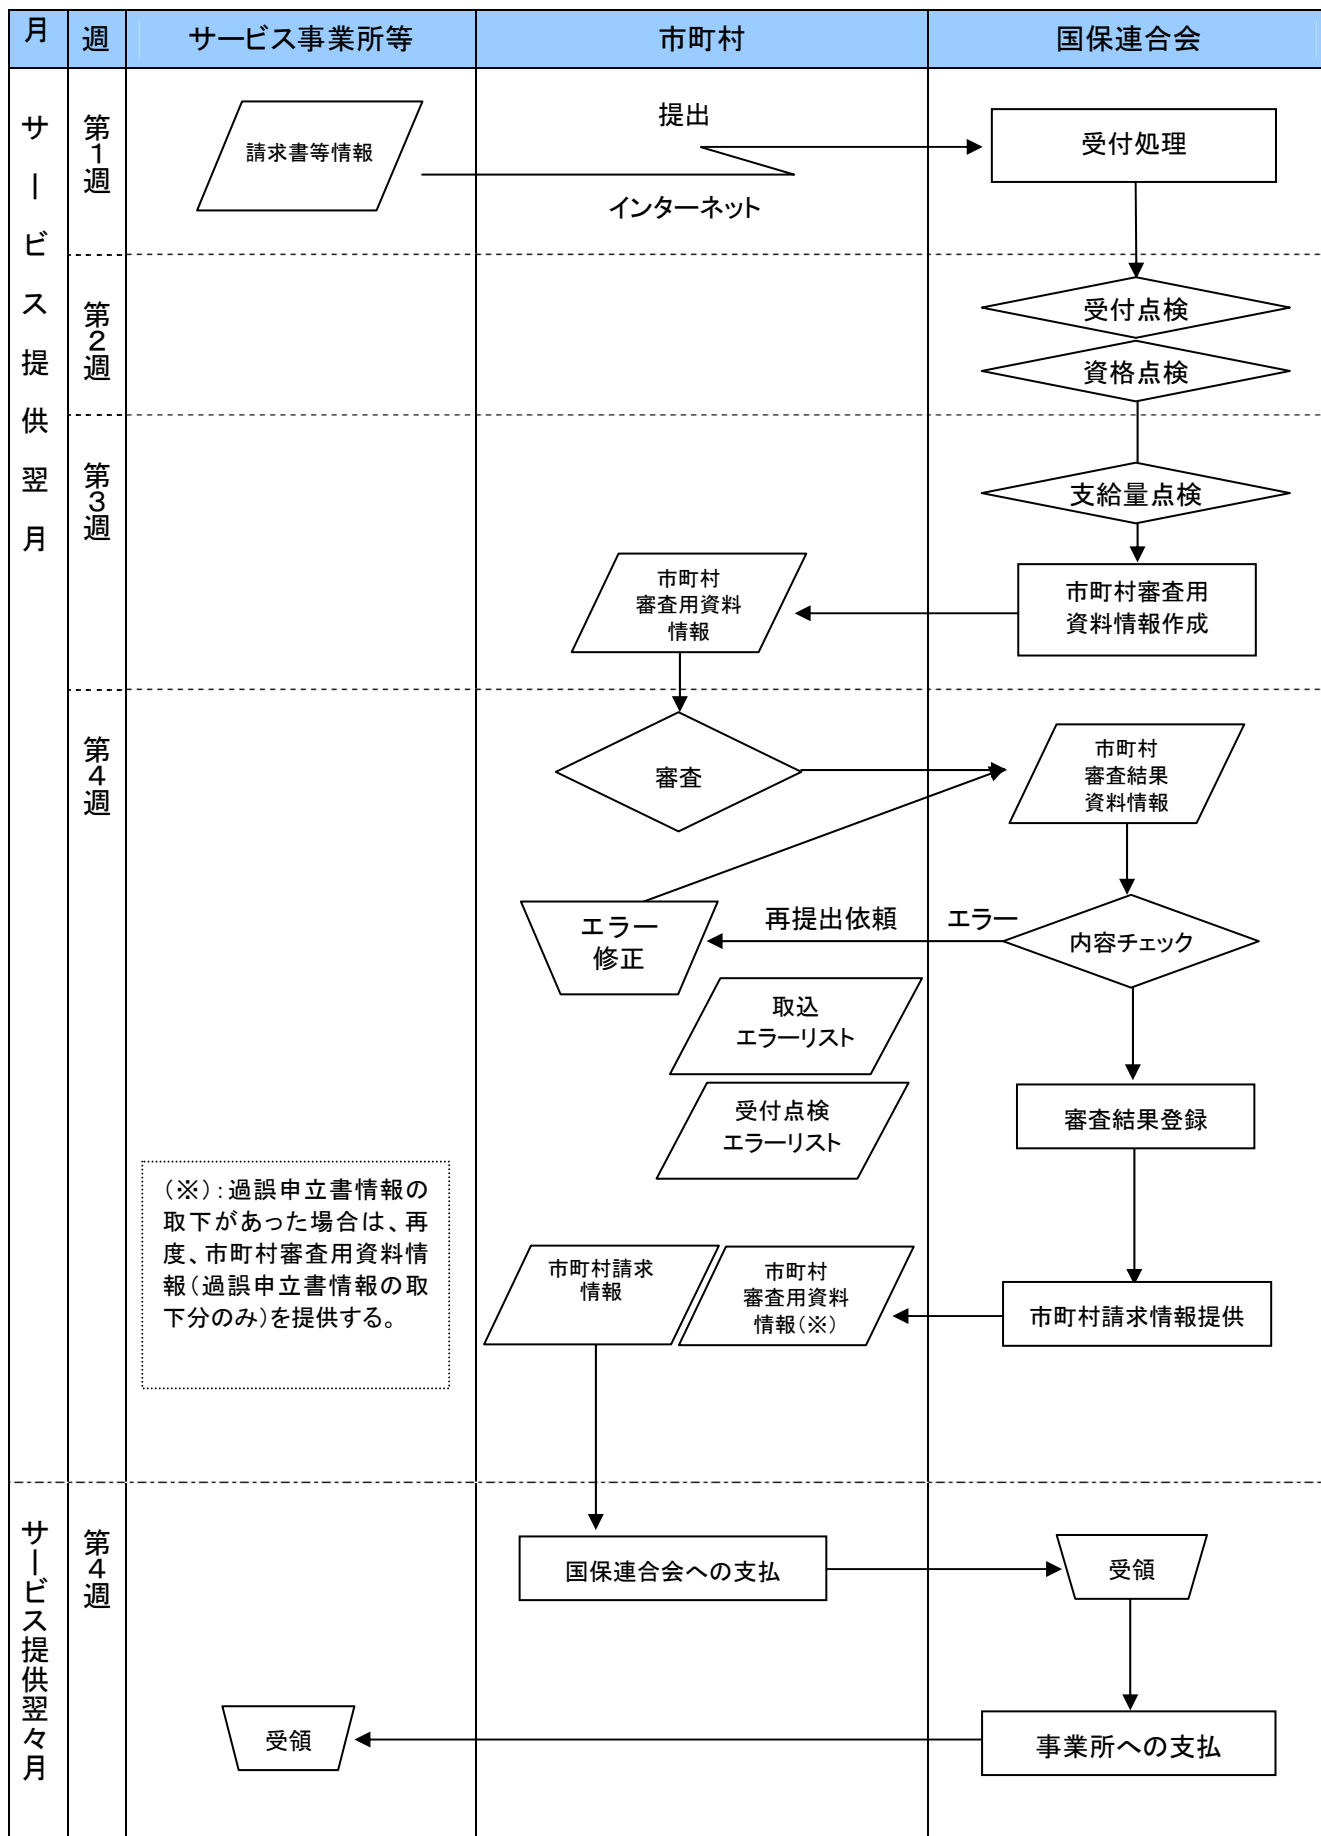 月
週
サービス事業所等
市町村
国保連合会
サービス提供翌月
第1週
請求書等情報
提出
インターネット
受付処理
第2週
受付点検
資格点検
第3週
支給量点検
市町村
審査用資料
情報
市町村審査用
資料情報作成
第4週
審査
市町村
審査結果
資料情報
エラー
修正
再提出依頼
エラー
内容チェック
取込
エラーリスト
受付点検
エラーリスト
審査結果登録
(※):過誤申立書情報の
取下があった場合は、再
度、市町村審査用資料情
報(過誤申立書情報の取
下分のみ)を提供する。
市町村請求
情報
市町村
審査用資料
情報(※)
市町村請求情報提供
サービス提供翌々月
第4週
国保連合会への支払
受領
受領
事業所への支払